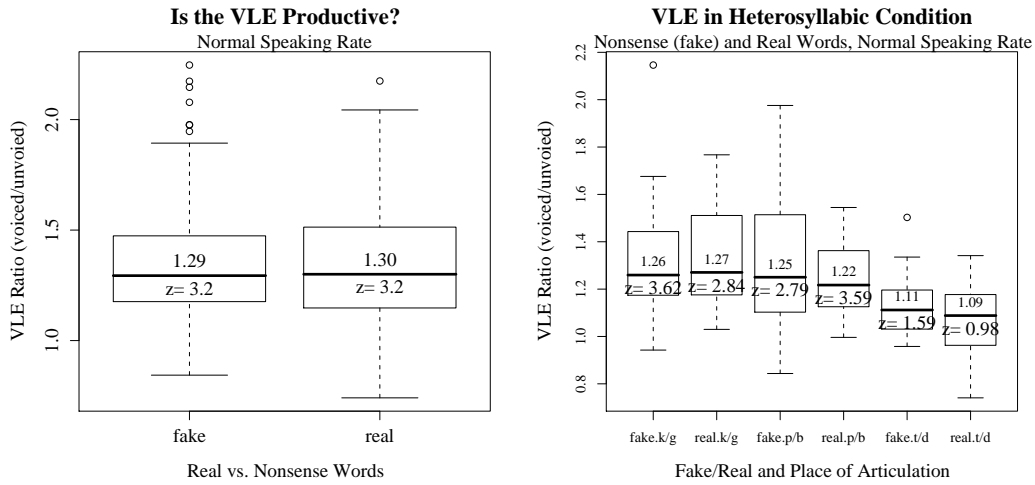 Is the VLE Productive?
Normal Speaking Rate
VLE Ratio (voiced/unvoied)
2.0
1.5
1.0
1.29
z= 3.2
1.30
z= 3.2
fake
real
Real vs. Nonsense Words
VLE in Heterosyllabic Condition
Nonsense (fake) and Real Words, Normal Speaking Rate
VLE Ratio (voiced/unvoied)
2.2
2.0
1.8
1.6
1.4
1.2
1.0
0.8
1.26
z= 3.62
1.27
z= 2.84
1.25
z= 2.79
1.22
z= 3.59
1.11
z= 1.59
1.09
z= 0.98
fake.k/g
real.k/g
fake.p/b
real.p/b
fake.t/d
real.t/d
Fake/Real and Place of Articulation